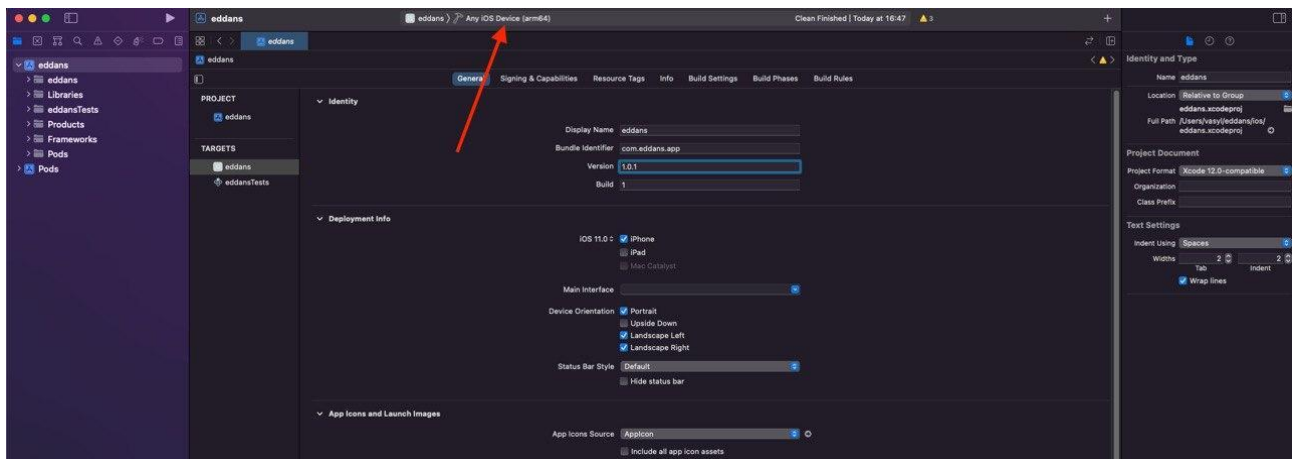 eddans
eddans
Any iOS Device (arm64)
Clean Finished | Today at 16:47
3
eddans
eddans
eddans
Libraries
eddansTests
Products
Frameworks
Pods
Pods
eddans
General
Signing & Capabilities
Resource Tags
Info
Build Settings
Build Phases
Build Rules
PROJECT
eddans
TARGETS
eddans
eddansTests
Identity
Display Name eddans
Bundle Identifier com.eddans.app
Version 1.0.1
Build 1
Deployment Info
iOS 11.0
iPhone
iPad
Mac Catalyst
Main Interface
Device Orientation Portrait
Upside Down
Landscape Left
Landscape Right
Status Bar Style Default
Hide status bar
App Icons and Launch Images
App Icons Source AppIcon
Include all app icon assets
Identity and Type
Name eddans
Location Relative to Group
eddans.xcodeproj
Full Path /Users/vasyl/eddans/ios/
eddans.xcodeproj
Project Document
Project Format Xcode 12.0-compatible
Organization
Class Prefix
Text Settings
Indent Using Spaces
Widths 2 2
Tab Indent
Wrap lines